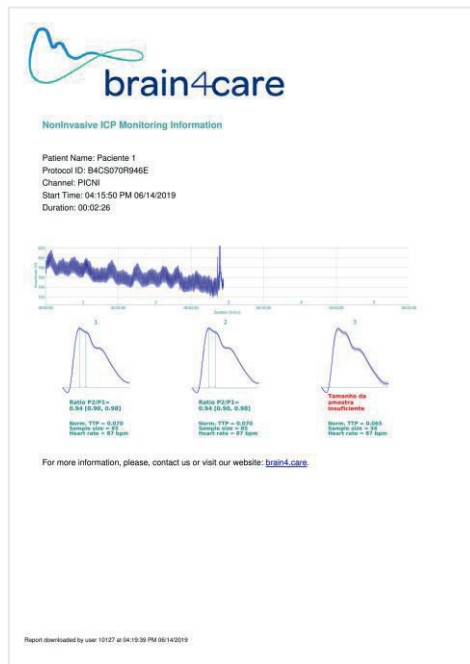 brain4care
NonInvasive ICP Monitoring Information
Patient Name: Paciente 1
Protocol ID: B4CS070R946E
Channel: PICNI
Start Time: 04:15:50 PM 06/14/2019
Duration: 00:02:26
1 2 3
Ratio P2/P1=
0.94 [0.90, 0.98]
Norm. TTP = 0.070
Sample size = 85
Heart rate = 87 bpm
Ratio P2/P1=
0.94 [0.90, 0.98]
Norm. TTP = 0.070
Sample size = 85
Heart rate = 87 bpm
Tamanho da
amostra
insuficiente
Norm. TTP = 0.065
Sample size = 34
Heart rate = 87 bpm
For more information, please, contact us or visit our website: brain4.care.
Report downloaded by user 10127 at 04:19:39 PM 06/14/2019